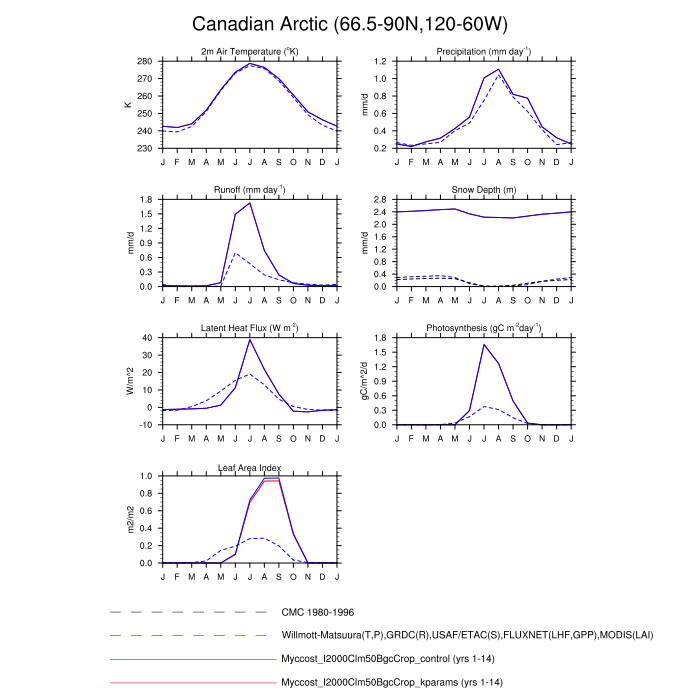 Canadian Arctic (66.5-90N,120-60W)
2m Air Temperature (°K)
280
270
260
250
240
230
K
J F M A M J J A S O N D J
Precipitation (mm day⁻¹)
1.2
1.0
0.8
0.6
0.4
0.2
mm/d
J F M A M J J A S O N D J
Runoff (mm day⁻¹)
1.8
1.5
1.2
0.9
0.6
0.3
0.0
mm/d
J F M A M J J A S O N D J
Snow Depth (m)
2.8
2.4
2.0
1.6
1.2
0.8
0.4
0.0
mm/d
J F M A M J J A S O N D J
Latent Heat Flux (W m⁻²)
40
30
20
10
0
-10
W/m^2
J F M A M J J A S O N D J
Photosynthesis (gC m⁻²day⁻¹)
1.8
1.5
1.2
0.9
0.6
0.3
0.0
gC/m^2/d
J F M A M J J A S O N D J
Leaf Area Index
1.0
0.8
0.6
0.4
0.2
0.0
m2/m2
J F M A M J J A S O N D J
CMC 1980-1996
Willmott-Matsuura(T,P),GRDC(R),USAF/ETAC(S),FLUXNET(LHF,GPP),MODIS(LAI)
Myccost_I2000Clm50BgcCrop_control (yrs 1-14)
Myccost_I2000Clm50BgcCrop_kparams (yrs 1-14)